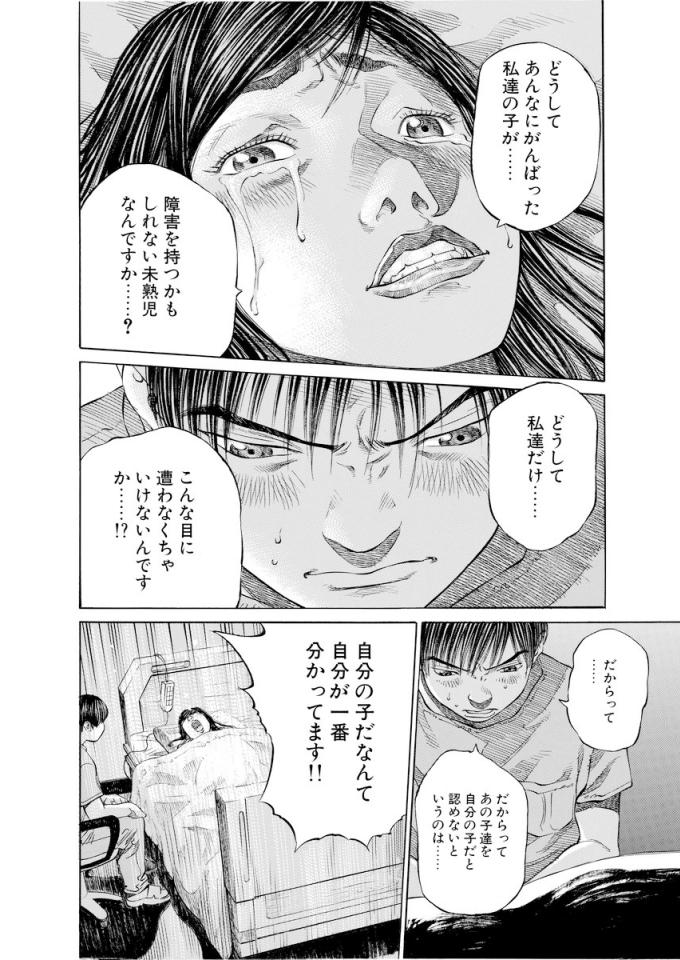 どうして
あんなにがんばった
私達の子が……
障害を持つかも
しれない未熟児
なんですか……?
どうして
私達だけ……
こんな目に
遭わなくちゃ
いけないんです
か……!?
だからって
……
だからって
あの子達を
自分の子だと
認めないと
いうのは……
自分の子だなんて
自分が一番
分かってます!!